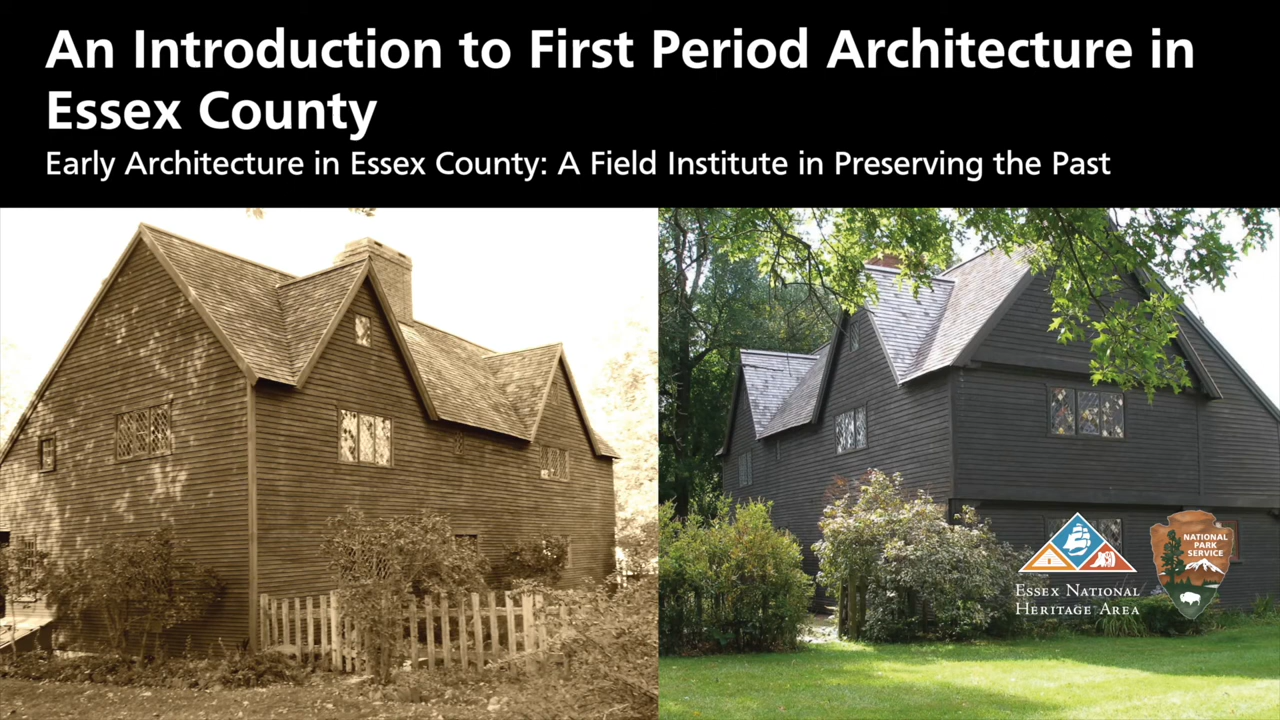 An Introduction to First Period Architecture in
Essex County
Early Architecture in Essex County: A Field Institute in Preserving the Past
NATIONAL
PARK
SERVICE
Essex National
Heritage Area